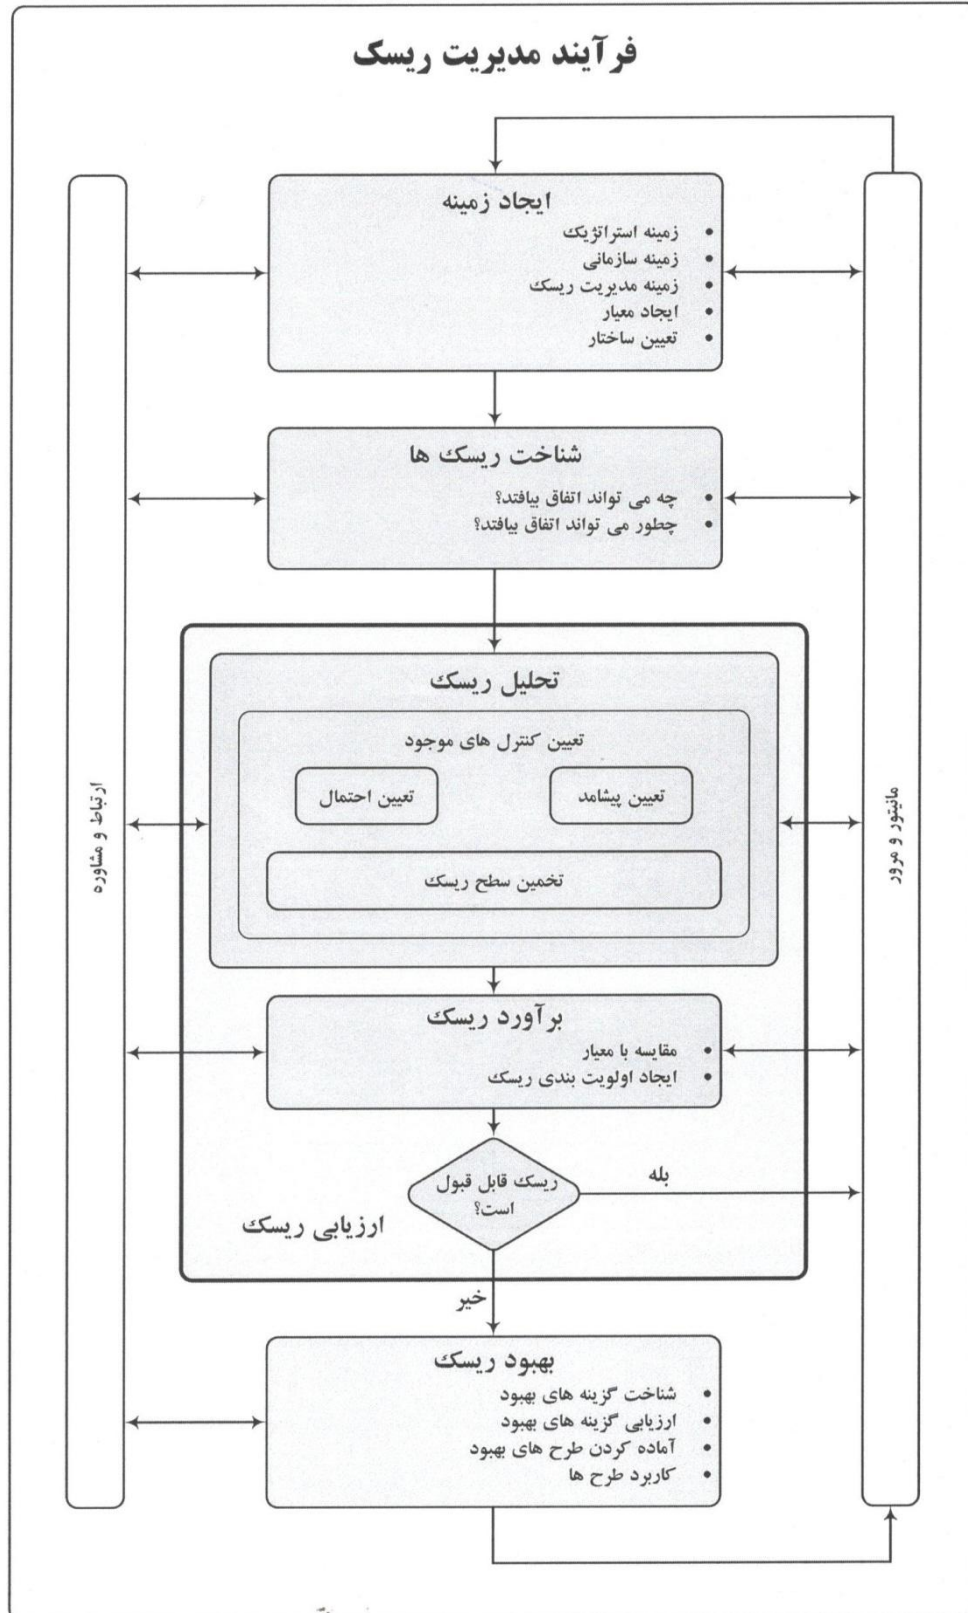 فرآیند مدیریت ریسک
ایجاد زمینه
• زمینه استراتژیک
• زمینه سازمانی
• زمینه مدیریت ریسک
• ایجاد معیار
• تعیین ساختار
شناخت ریسک ها
• چه می تواند اتفاق بیافتد؟
• چطور می تواند اتفاق بیافتد؟
تحلیل ریسک
تعیین کنترل های موجود
تعیین پیشامد
تعیین احتمال
تخمین سطح ریسک
مانیتور و مرور
ارتباط و مشاوره
برآورد ریسک
• مقایسه با معیار
• ایجاد اولویت بندی ریسک
ریسک قابل قبول
است؟
بله
ارزیابی ریسک
خیر
بهبود ریسک
• شناخت گزینه های بهبود
• ارزیابی گزینه های بهبود
• آماده کردن طرح های بهبود
• کاربرد طرح ها